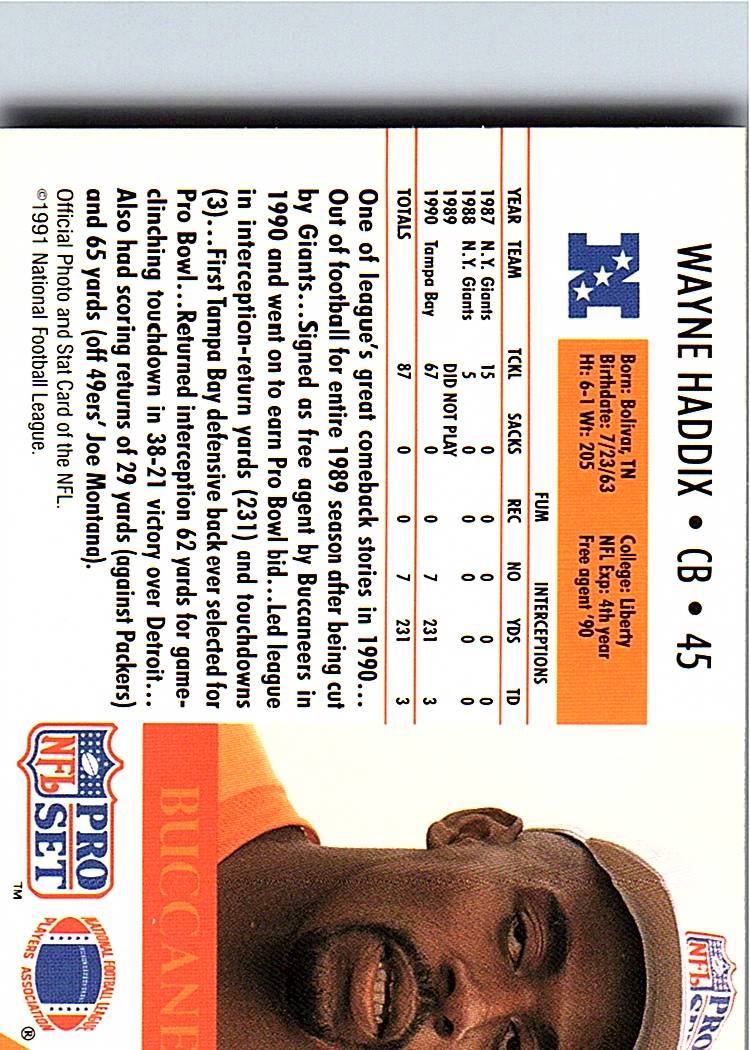 WAYNE HADDIX • CB • 45
Born: Bolivar, TN
Birthdate: 7/23/63
Ht: 6-1 Wt: 205
College: Liberty
NFL Exp: 4th year
Free agent '90
FUM INTERCEPTIONS
YEAR TEAM TCKL SACKS REC NO YDS TD
1987 N.Y. Giants 15 0 0 0 0 0
1988 N.Y. Giants 5 0 0 0 0 0
1989 DID NOT PLAY
1990 Tampa Bay 67 0 0 7 231 3
TOTALS 87 0 0 7 231 3
One of league's great comeback stories in 1990...
Out of football for entire 1989 season after being cut
by Giants...Signed as free agent by Buccaneers in
1990 and went on to earn Pro Bowl bid...Led league
in interception-return yards (231) and touchdowns
(3)...First Tampa Bay defensive back ever selected for
Pro Bowl...Returned interception 62 yards for game-
clinching touchdown in 38-21 victory over Detroit...
Also had scoring returns of 29 yards (against Packers)
and 65 yards (off 49ers' Joe Montana).
Official Photo and Stat Card of the NFL.
©1991 National Football League.
PRO
NFL
BUCCANE
NFL
PRO
SET
TM
NATIONAL FOOTBALL LEAGUE
PLAYERS ASSOCIATION
®